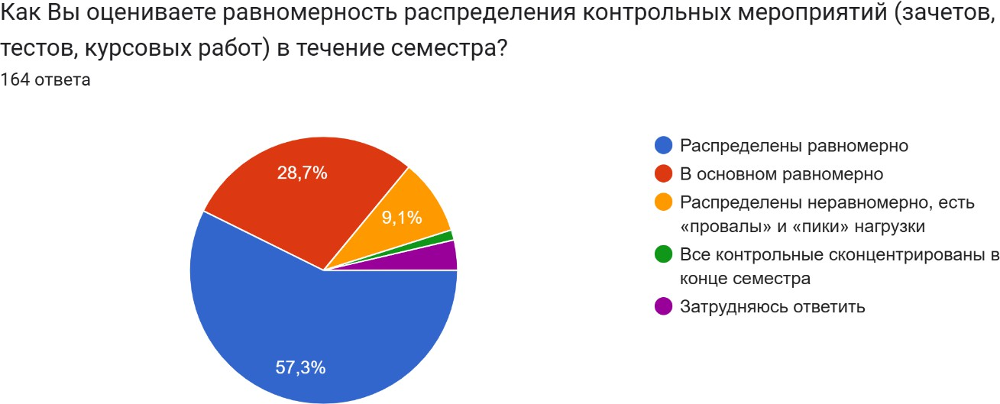 Как Вы оцениваете равномерность распределения контрольных мероприятий (зачетов,
тестов, курсовых работ) в течение семестра?
164 ответа
28,7%
9,1%
57,3%
Распределены равномерно
В основном равномерно
Распределены неравномерно, есть
«провалы» и «пики» нагрузки
Все контрольные сконцентрированы в
конце семестра
Затрудняюсь ответить